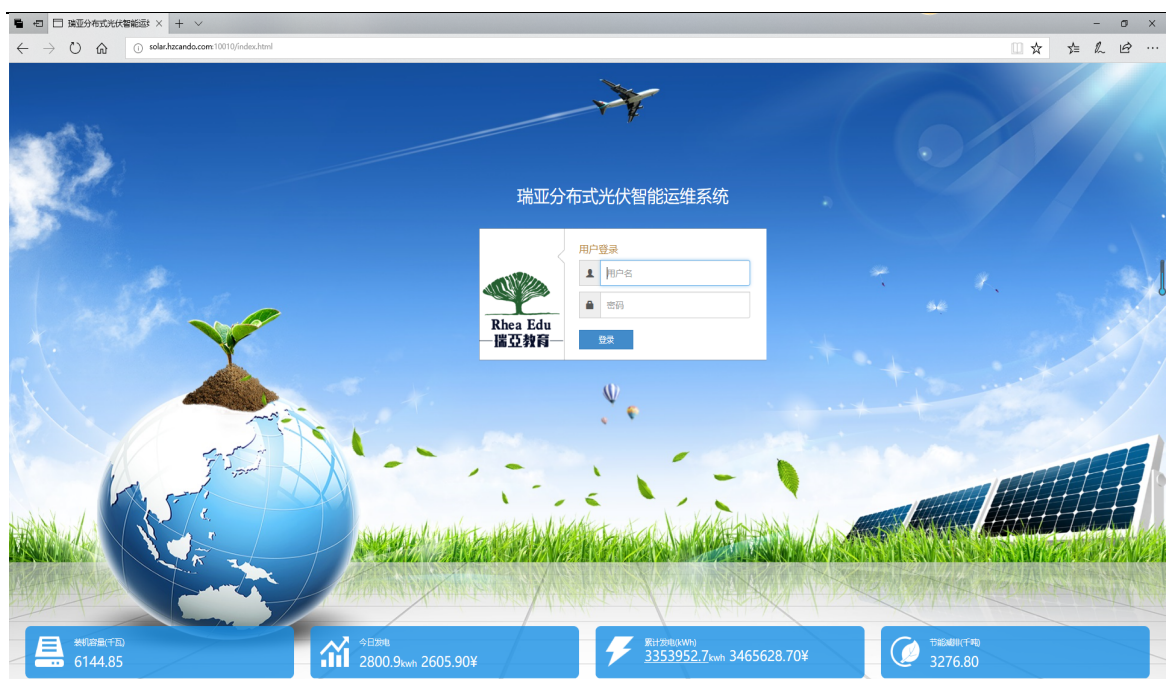 瑞亚分布式光伏智能运维
solar.hzcando.com:10010/index.html
瑞亚分布式光伏智能运维系统
用户登录
用户名
密码
登录
Rhea Edu
瑞亞教育
装机容量(千瓦)
6144.85
今日发电
2800.9kwh 2605.90¥
累计发电(kWh)
3353952.7kwh 3465628.70¥
节能减排(千吨)
3276.80